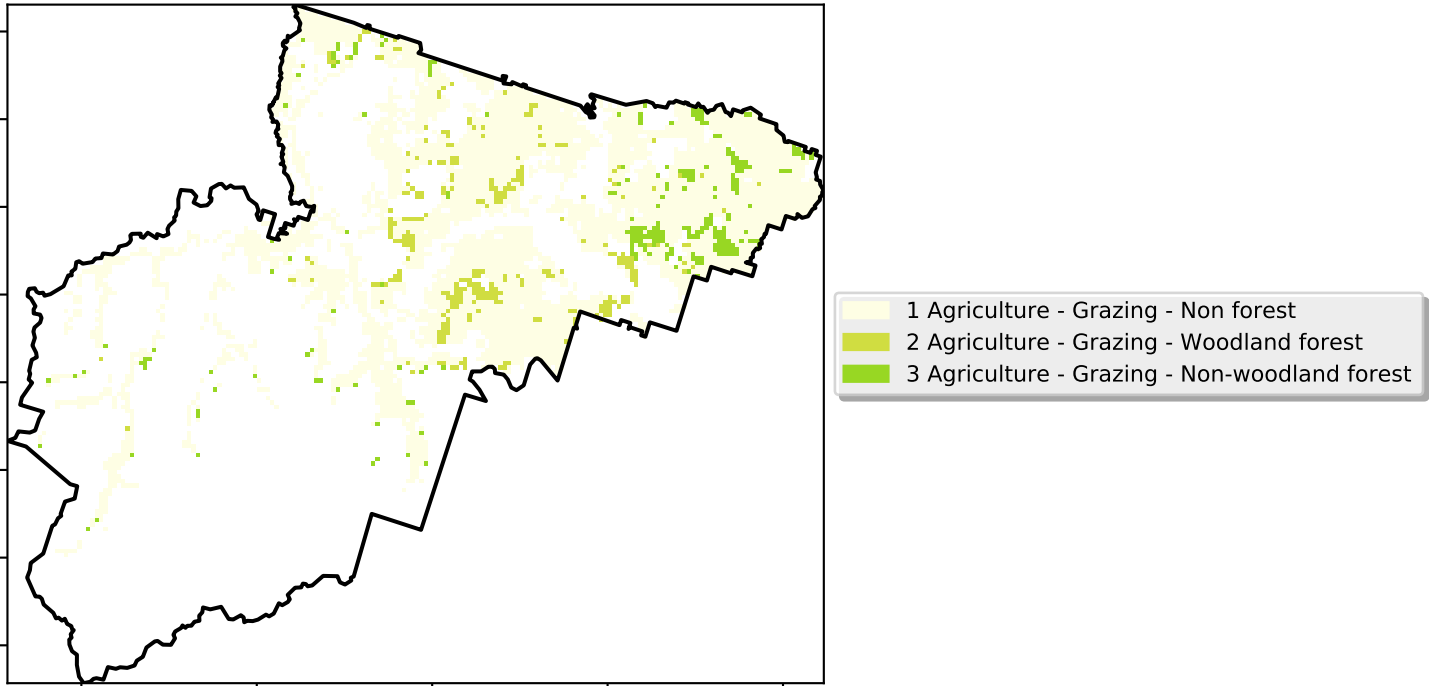 1 Agriculture - Grazing - Non forest
2 Agriculture - Grazing - Woodland forest
3 Agriculture - Grazing - Non-woodland forest